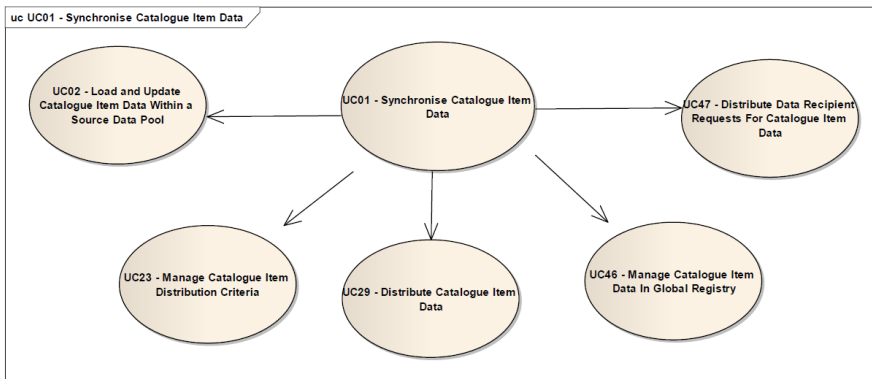 uc UC01 - Synchronise Catalogue Item Data
UC02 - Load and Update
Catalogue Item Data Within a
Source Data Pool
UC01 - Synchronise Catalogue Item
Data
UC47 - Distribute Data Recipient
Requests For Catalogue Item
Data
UC23 - Manage Catalogue Item
Distribution Criteria
UC29 - Distribute Catalogue Item
Data
UC46 - Manage Catalogue Item
Data In Global Registry